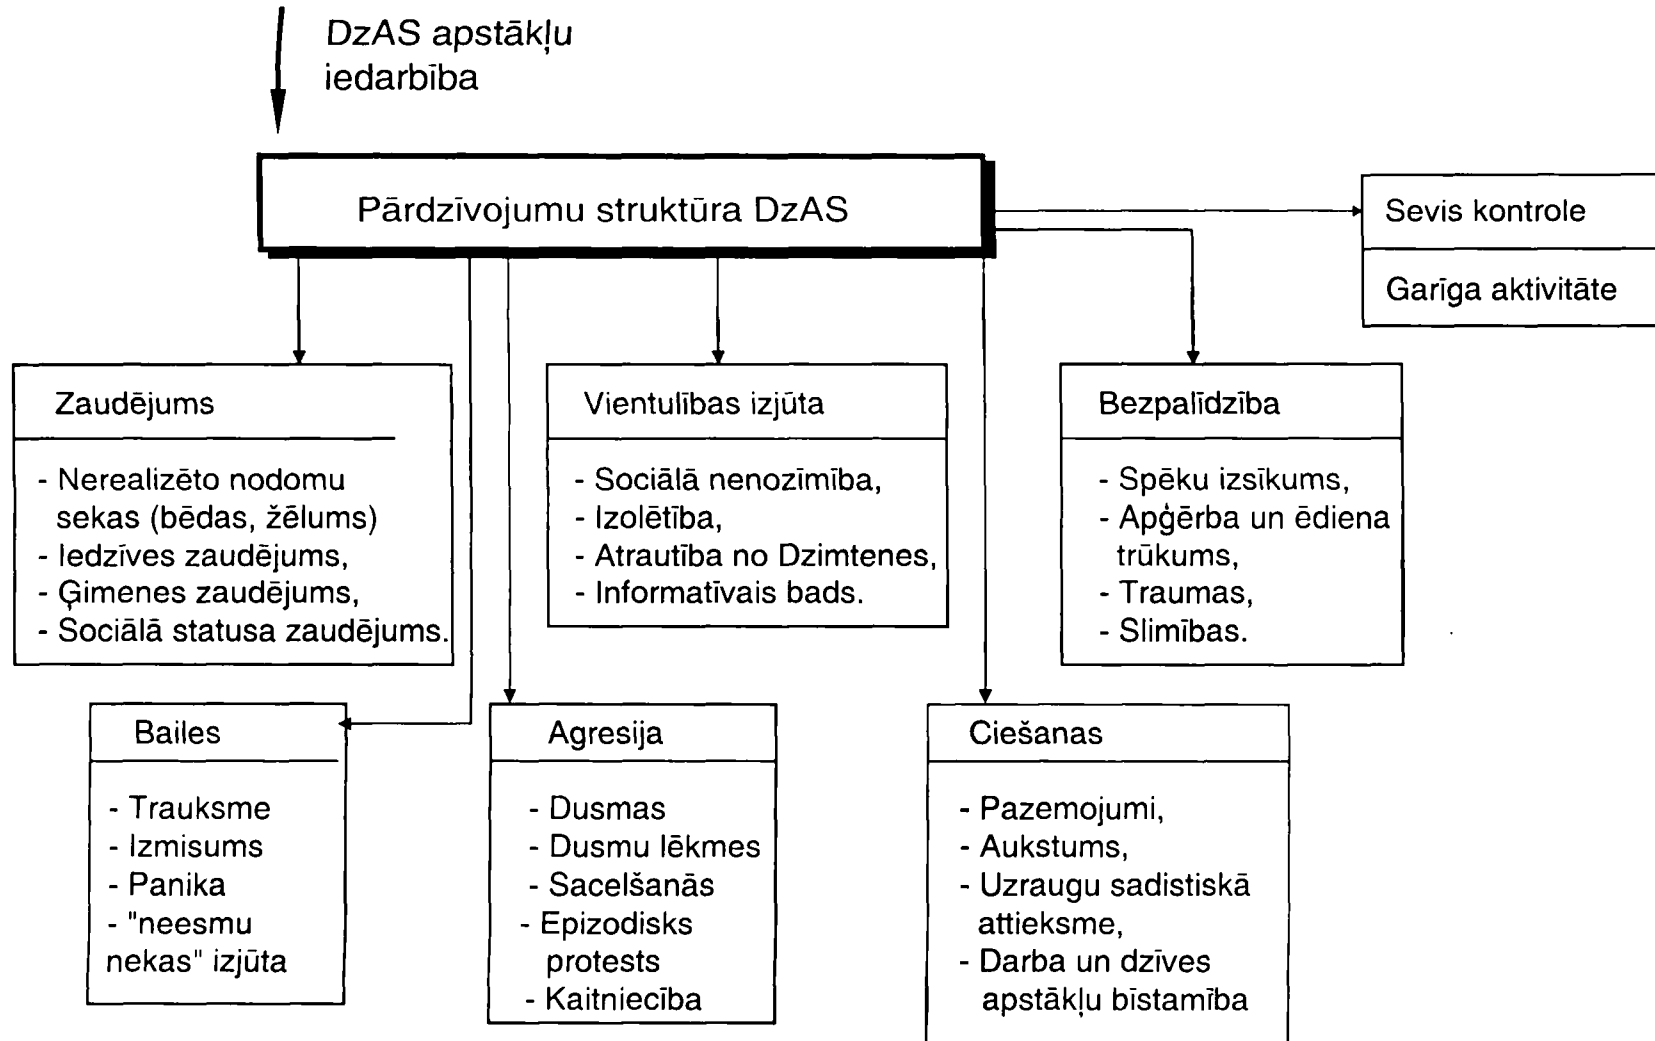 DzAS apstākļu
iedarbība
Pārdzīvojumu struktūra DzAS
Sevis kontrole
Garīga aktivitāte
Zaudējums
- Nerealizēto nodomu
sekas (bēdas, žēlums)
- Iedzīves zaudējums,
- Ģimenes zaudējums,
- Sociālā statusa zaudējums.
Vientulības izjūta
- Sociālā nenozīmība,
- Izolētība,
- Atrautība no Dzimtenes,
- Informatīvais bads.
Bezpalīdzība
- Spēku izsīkums,
- Apģērba un ēdiena
trūkums,
- Traumas,
- Slimības.
Bailes
- Trauksme
- Izmisums
- Panika
- "neesmu
nekas" izjūta
Agresija
- Dusmas
- Dusmu lēkmes
- Sacelšanās
- Epizodisks
protests
- Kaitniecība
Ciešanas
- Pazemojumi,
- Aukstums,
- Uzraugu sadistiskā
attieksme,
- Darba un dzīves
apstākļu bīstamība